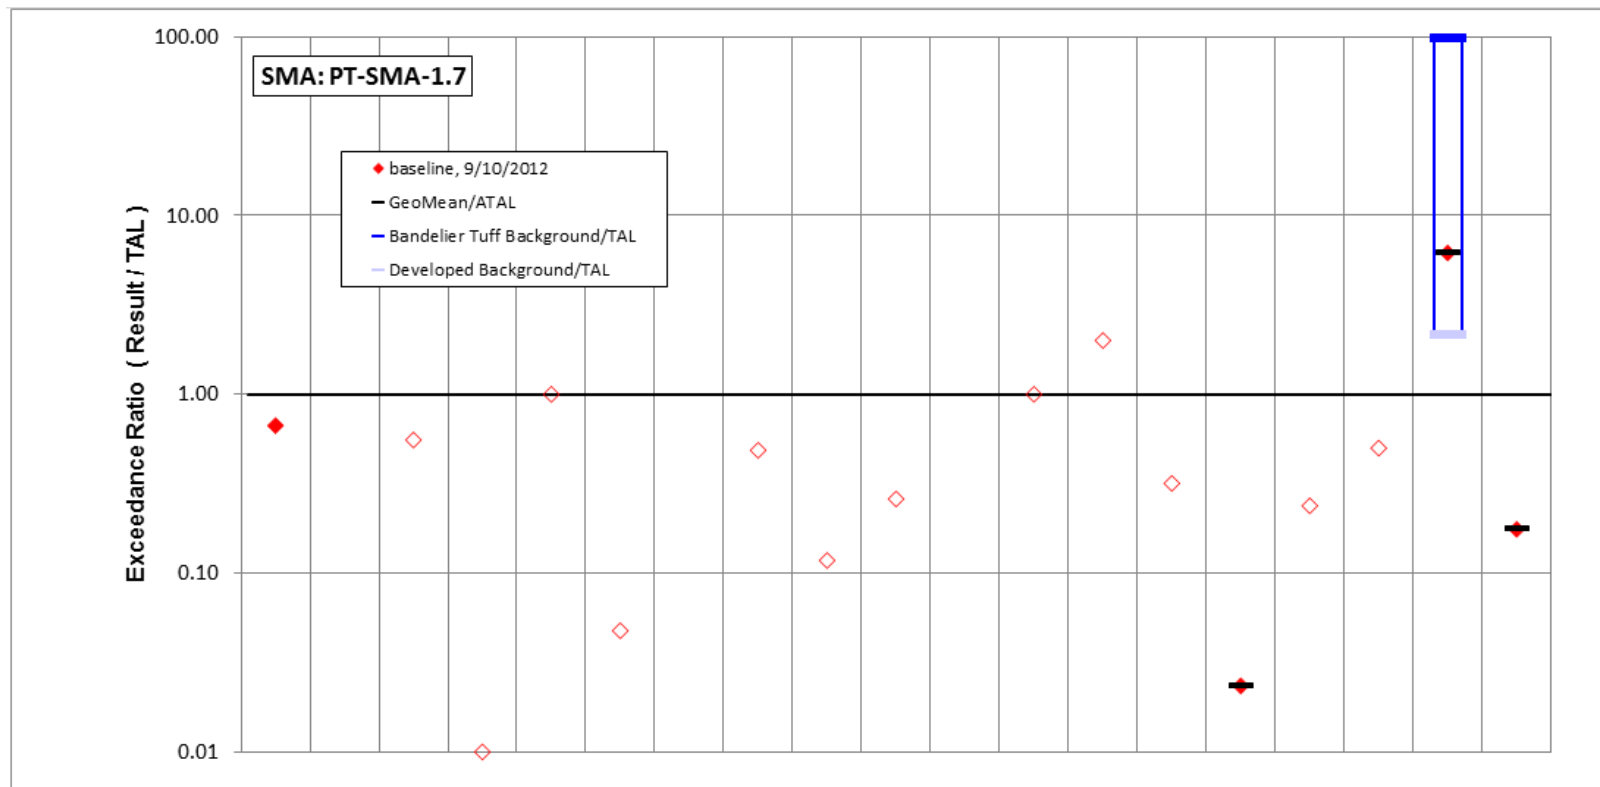 100.00
SMA: PT-SMA-1.7
baseline, 9/10/2012
GeoMean/ATAL
Bandelier Tuff Background/TAL
Developed Background/TAL
10.00
1.00
0.10
0.01
Exceedance Ratio ( Result / TAL )